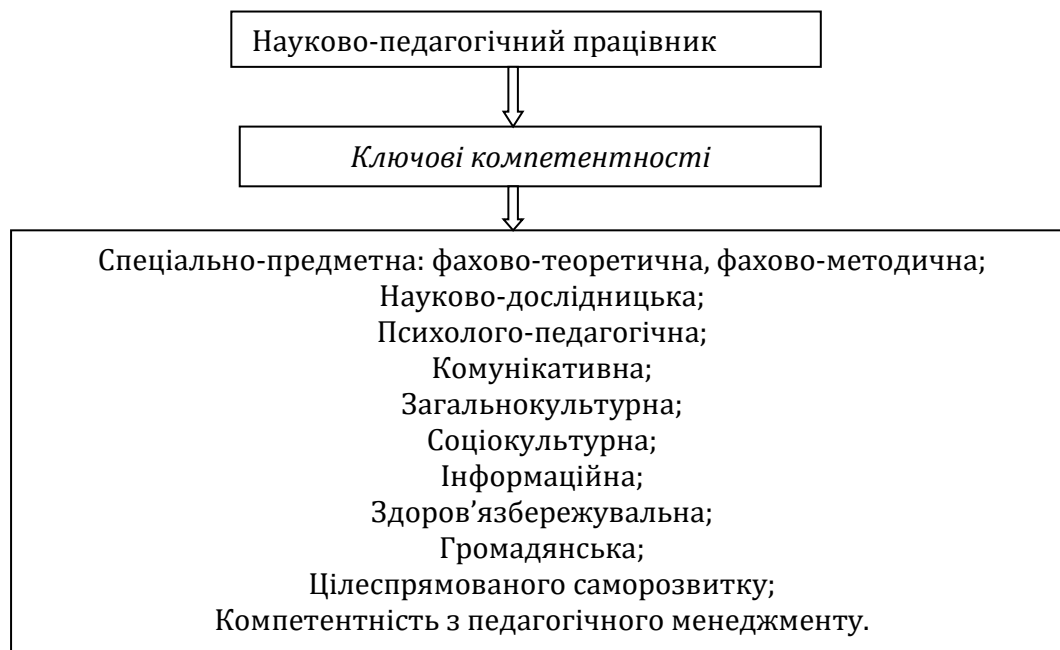 Науково-педагогічний працівник
Ключові компетентності
Спеціально-предметна: фахово-теоретична, фахово-методична;
Науково-дослідницька;
Психолого-педагогічна;
Комунікативна;
Загальнокультурна;
Соціокультурна;
Інформаційна;
Здоров’язбережувальна;
Громадянська;
Цілеспрямованого саморозвитку;
Компетентність з педагогічного менеджменту.